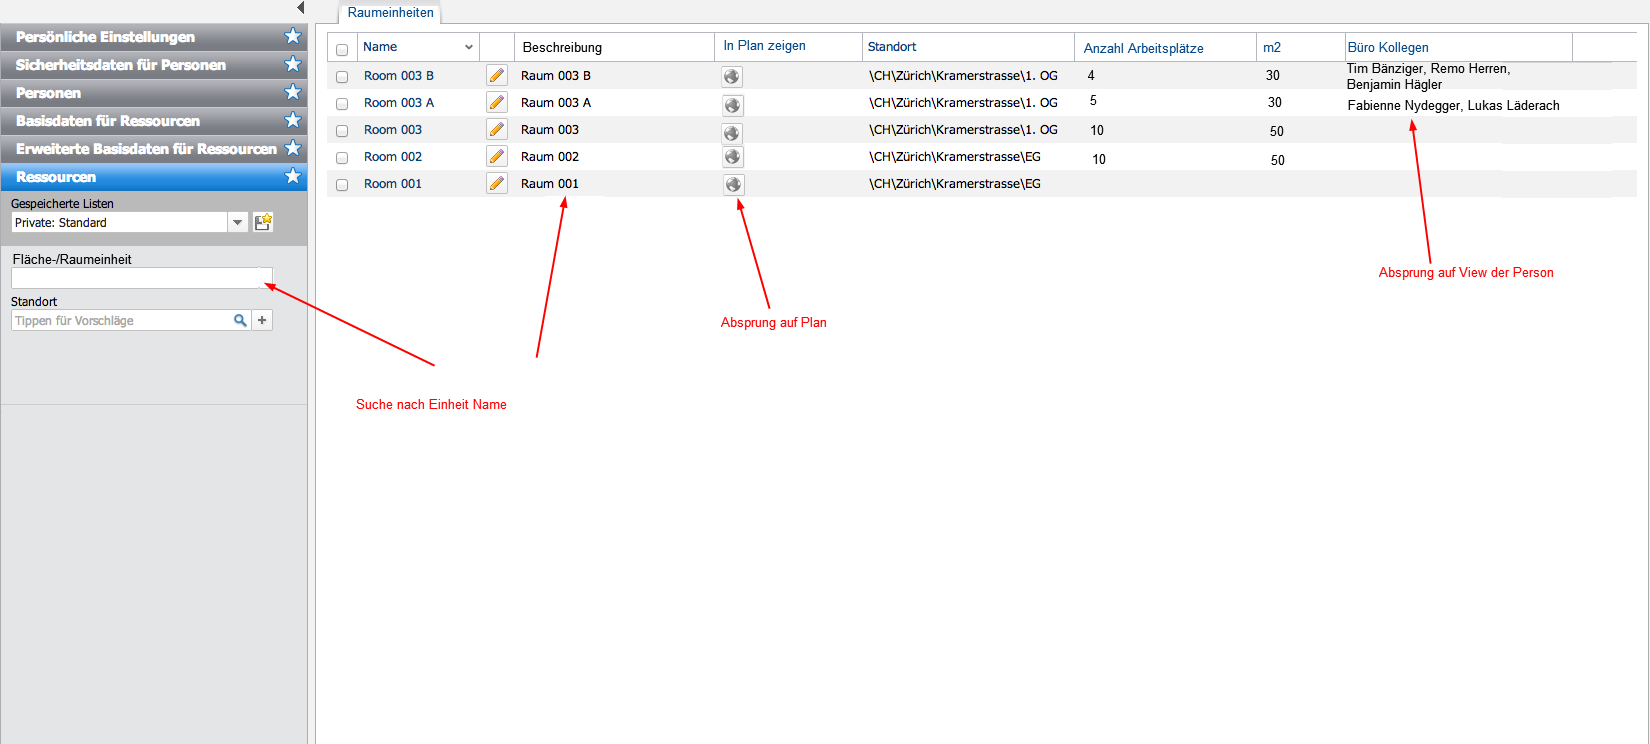 Raumeinheiten
Persönliche Einstellungen
Sicherheitsdaten für Personen
Personen
Basisdaten für Ressourcen
Erweiterte Basisdaten für Ressourcen
Ressourcen
Gespeicherte Listen
Private: Standard
Fläche-/Raumeinheit
Standort
Tippen für Vorschläge
+
Name Beschreibung In Plan zeigen Standort Anzahl Arbeitsplätze m2 Büro Kollegen
Room 003 B Raum 003 B \CH\Zürich\Kramerstrasse\1. OG 4 30 Tim Bänziger, Remo Herren,
Benjamin Hägler
Room 003 A Raum 003 A \CH\Zürich\Kramerstrasse\1. OG 5 30 Fabienne Nydegger, Lukas Läderach
Room 003 Raum 003 \CH\Zürich\Kramerstrasse\1. OG 10 50
Room 002 Raum 002 \CH\Zürich\Kramerstrasse\EG 10 50
Room 001 Raum 001 \CH\Zürich\Kramerstrasse\EG
Absprung auf View der Person
Absprung auf Plan
Suche nach Einheit Name